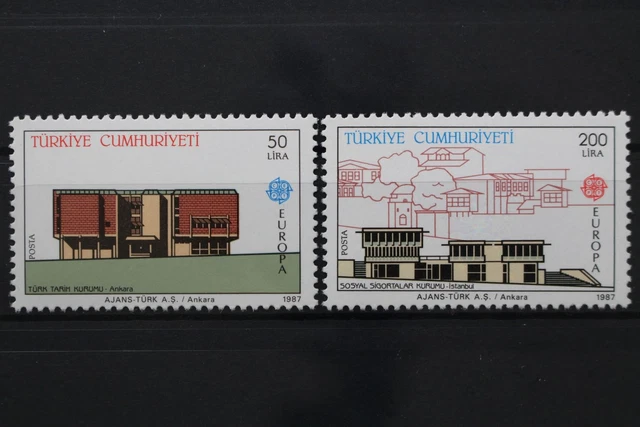 TÜRKİYE CUMHURİYETİ
50
LİRA
EUROPA
POSTA
TÜRK TARİH KURUMU - Ankara
AJANS-TÜRK A.Ş. / Ankara
1987
TÜRKİYE CUMHURİYETİ
200
LİRA
EUROPA
POSTA
SOSYAL SİGORTALAR KURUMU - İstanbul
AJANS-TÜRK A.Ş. / Ankara
1987